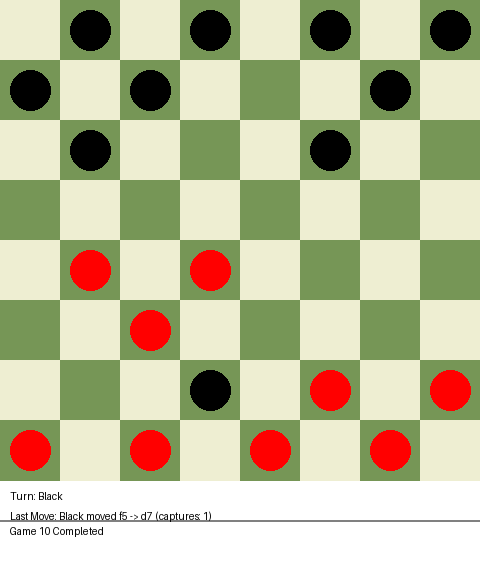 Turn: Black
Last Move: Black moved f5 -> d7 (captures: 1)
Game 10 Completed